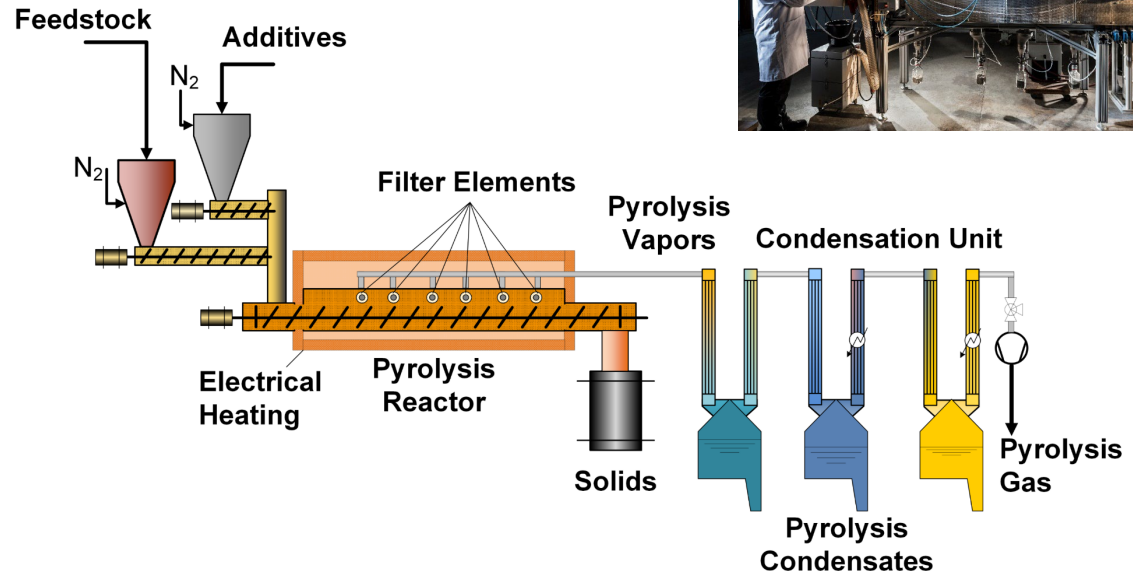 Feedstock
Additives
N₂
N₂
Filter Elements
Pyrolysis
Vapors
Condensation Unit
Electrical
Heating
Pyrolysis
Reactor
Solids
Pyrolysis
Gas
Pyrolysis
Condensates